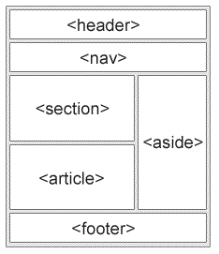 <header>
<nav>
<section>
<aside>
<article>
<footer>